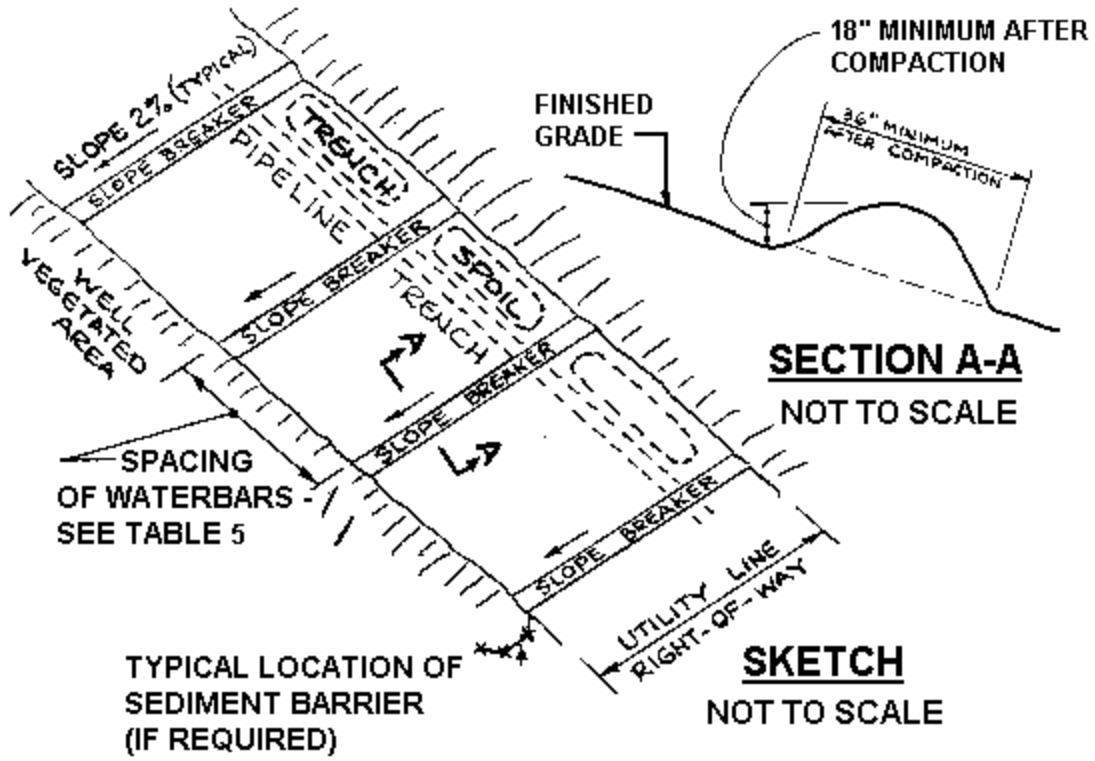 SLOPE 2% (TYPICAL)
SLOPE BREAKER
TRENCH
PIPELINE
SLOPE BREAKER
SPOIL
TRENCH
WELL
VEGETATED
AREA
A
SLOPE BREAKER
A
SLOPE BREAKER
SPACING
OF WATERBARS -
SEE TABLE 5
UTILITY LINE
RIGHT-OF-WAY
TYPICAL LOCATION OF
SEDIMENT BARRIER
(IF REQUIRED)
SKETCH
NOT TO SCALE
18" MINIMUM AFTER
COMPACTION
FINISHED
GRADE
36" MINIMUM
AFTER COMPACTION
SECTION A-A
NOT TO SCALE